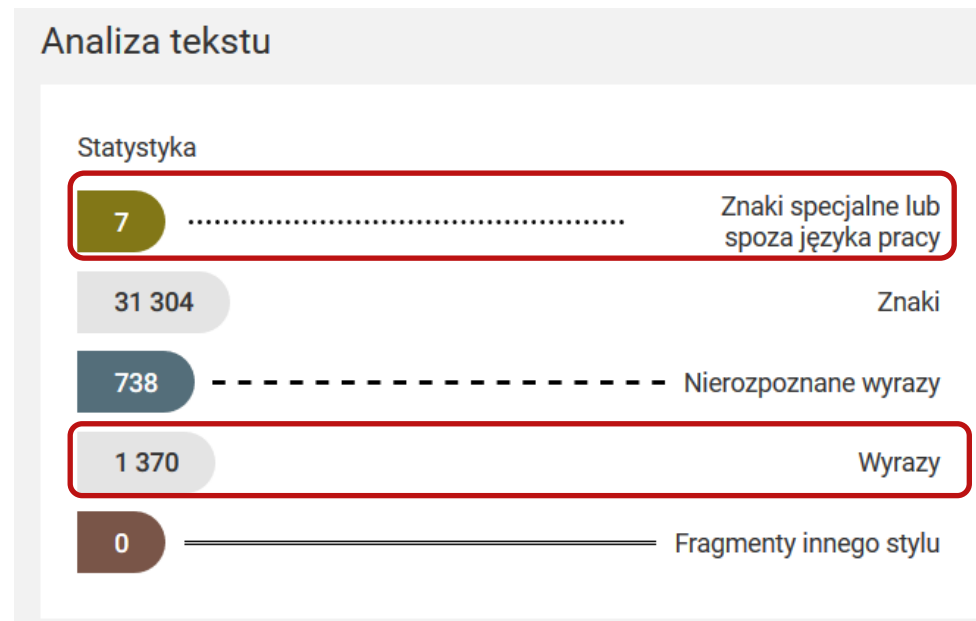 Analiza tekstu
Statystyka
7 Znaki specjalne lub
spoza języka pracy
31 304 Znaki
738 Nierozpoznane wyrazy
1 370 Wyrazy
0 Fragmenty innego stylu